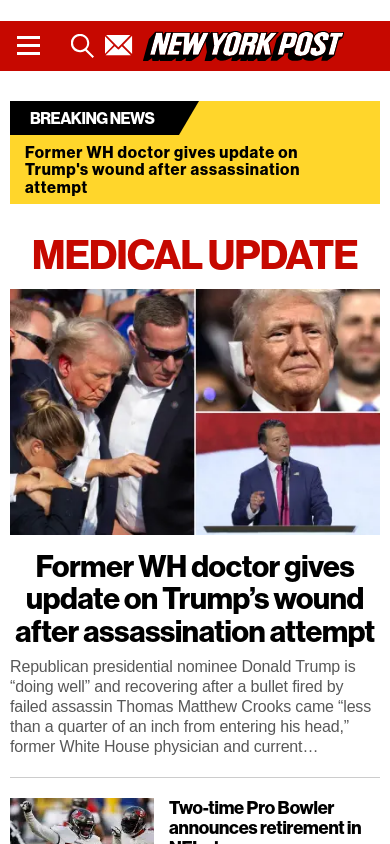 NEW YORK POST
BREAKING NEWS
Former WH doctor gives update on
Trump's wound after assassination
attempt
MEDICAL UPDATE
Former WH doctor gives
update on Trump’s wound
after assassination attempt
Republican presidential nominee Donald Trump is
“doing well” and recovering after a bullet fired by
failed assassin Thomas Matthew Crooks came “less
than a quarter of an inch from entering his head,”
former White House physician and current…
Two-time Pro Bowler
announces retirement in